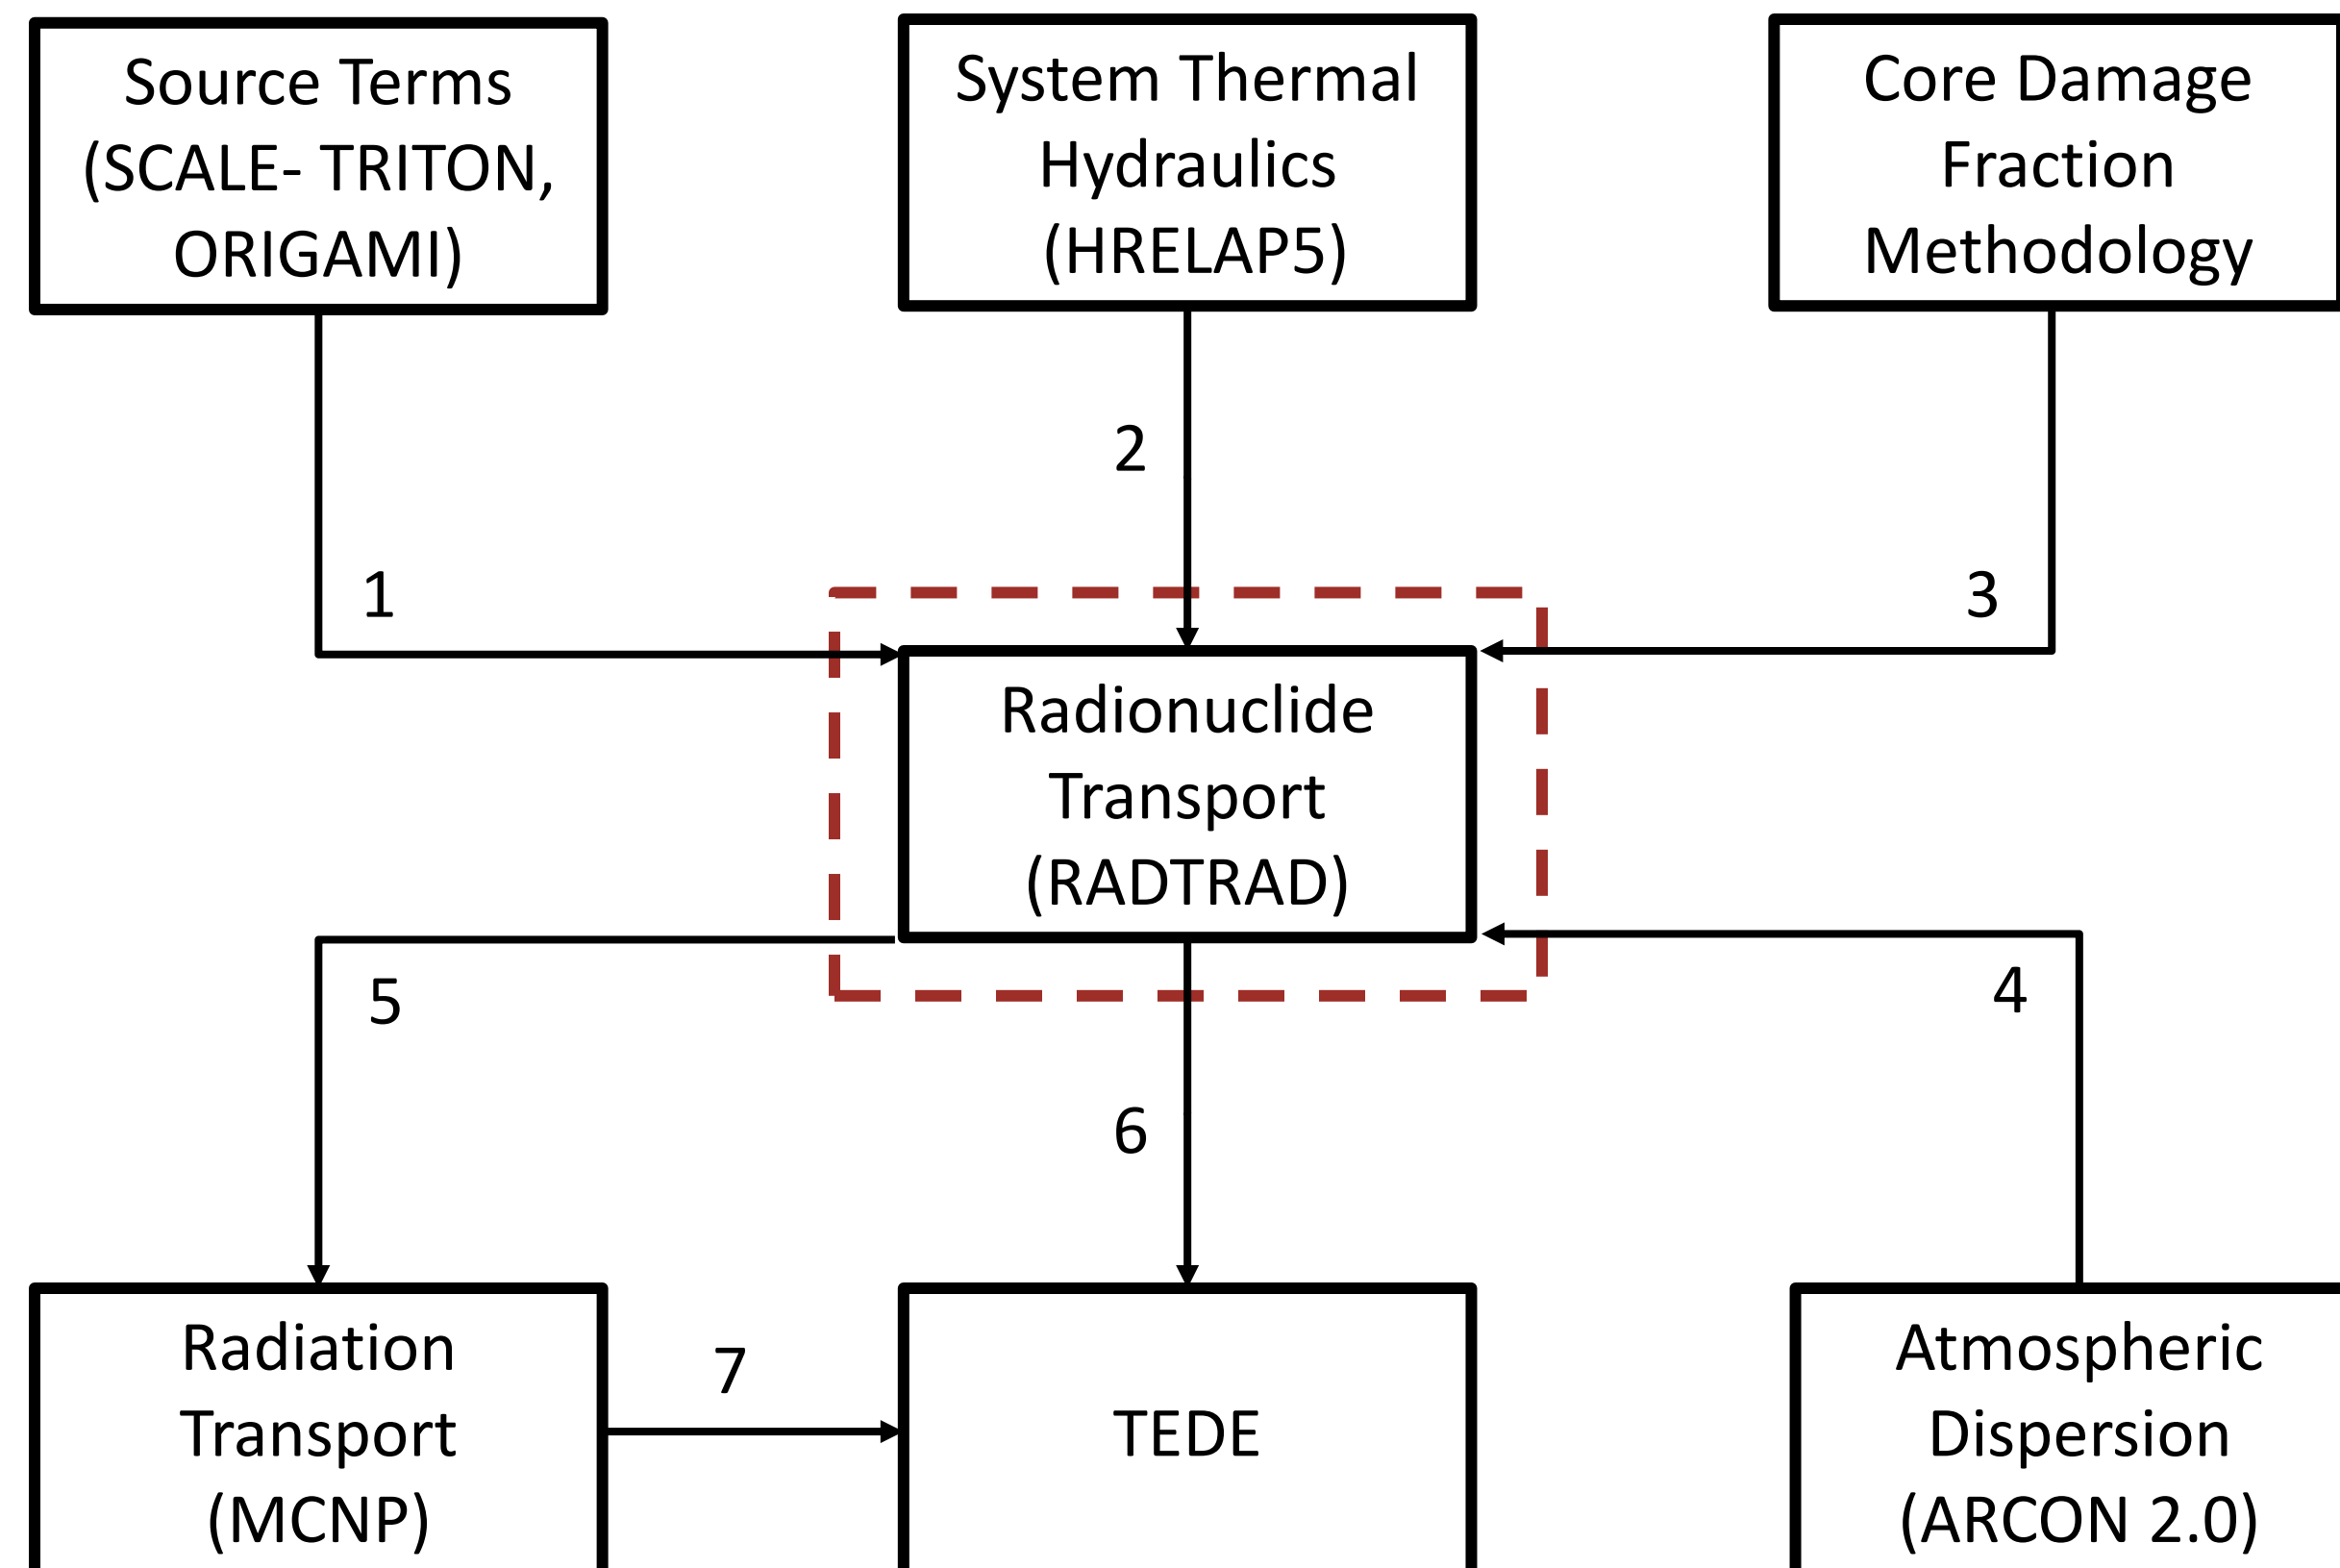 Source Terms
(SCALE- TRITON,
ORIGAMI)
System Thermal
Hydraulics
(HRELAP5)
Core Damage
Fraction
Methodology
2
1
3
Radionuclide
Transport
(RADTRAD)
5
4
6
Radiation
Transport
(MCNP)
7
TEDE
Atmospheric
Dispersion
(ARCON 2.0)